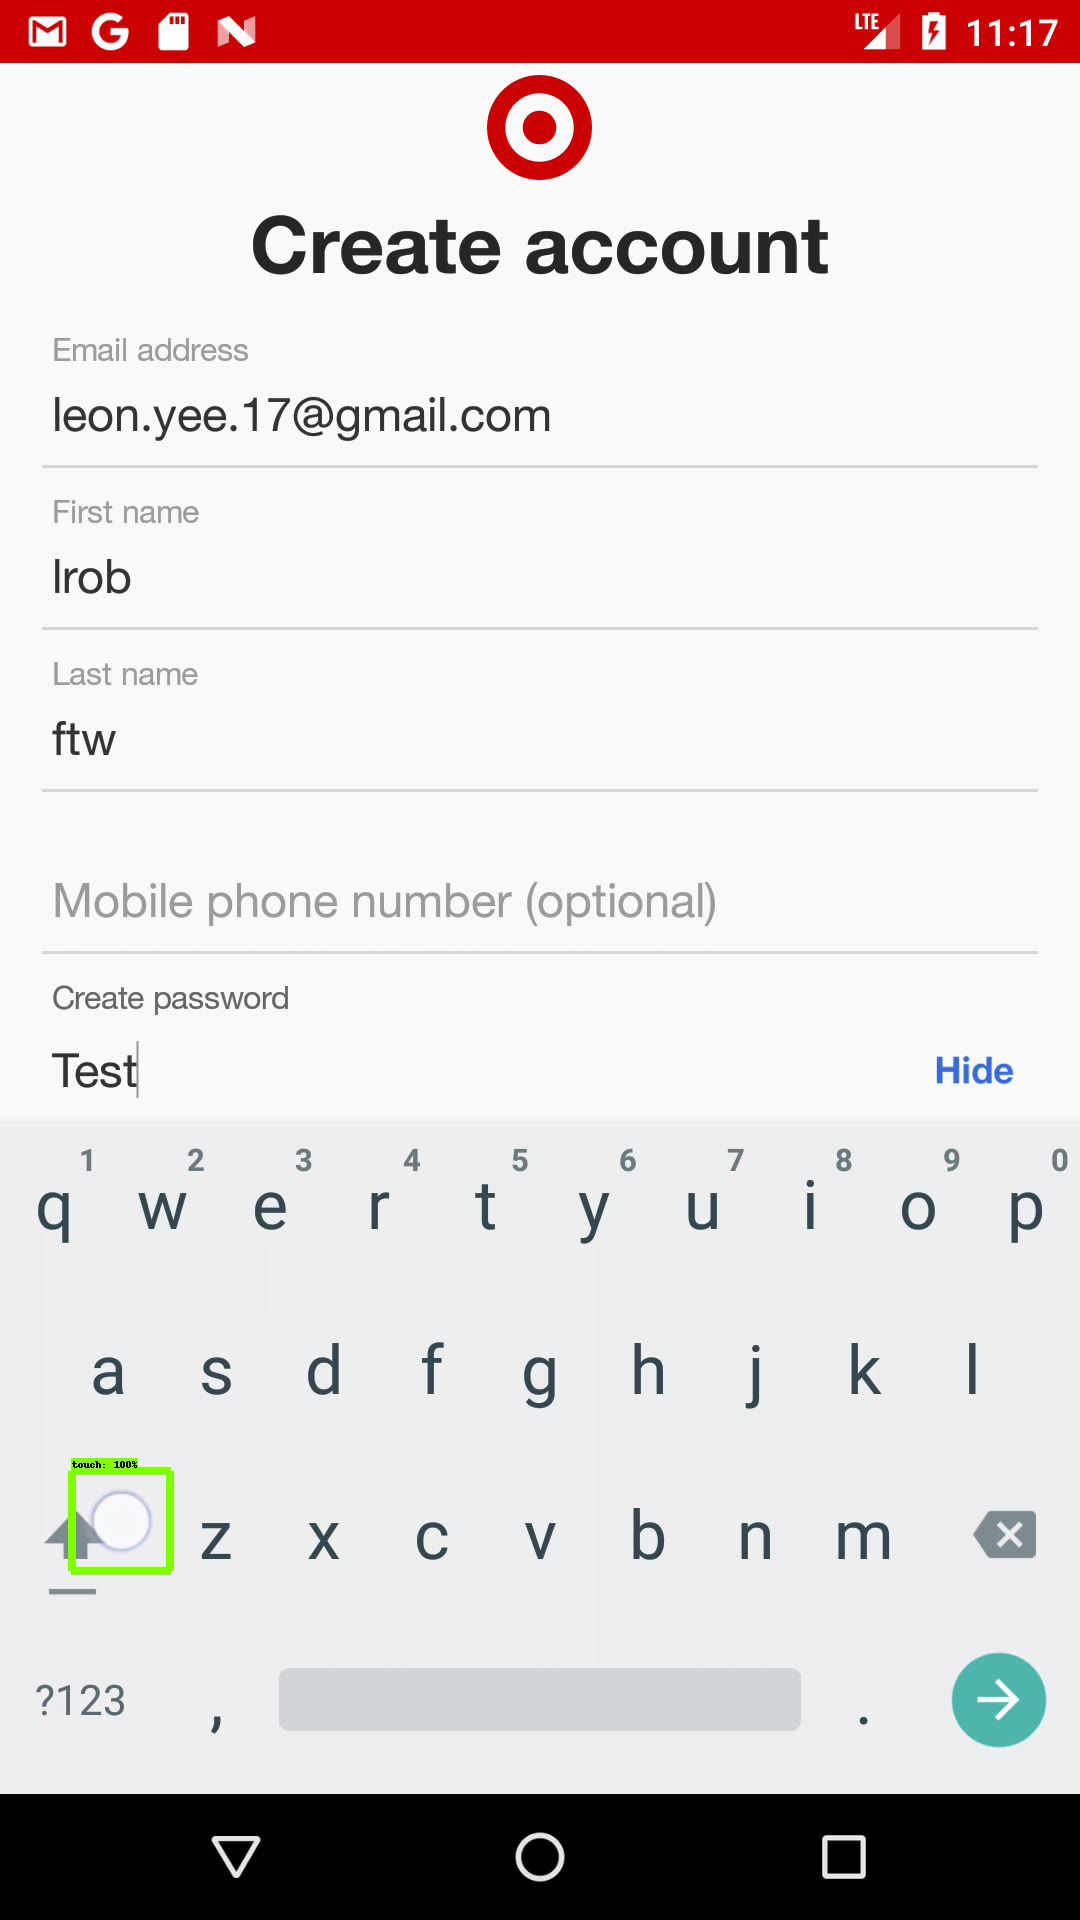 LTE 11:17
Create account
Email address
leon.yee.17@gmail.com
First name
lrob
Last name
ftw
Mobile phone number (optional)
Create password
Test Hide
1 2 3 4 5 6 7 8 9 0
q w e r t y u i o p
a s d f g h j k l
touch: 100%
z x c v b n m
?123 , .